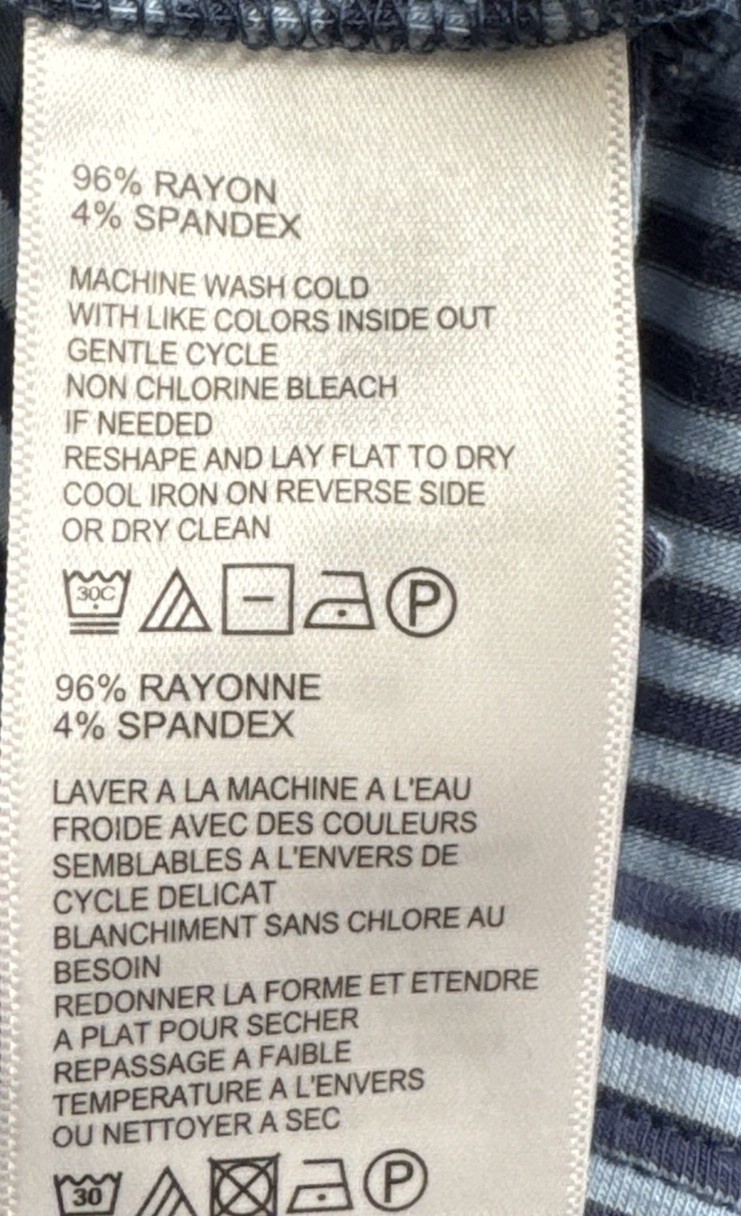 96% RAYON
4% SPANDEX
MACHINE WASH COLD
WITH LIKE COLORS INSIDE OUT
GENTLE CYCLE
NON CHLORINE BLEACH
IF NEEDED
RESHAPE AND LAY FLAT TO DRY
COOL IRON ON REVERSE SIDE
OR DRY CLEAN
30C P
96% RAYONNE
4% SPANDEX
LAVER A LA MACHINE A L'EAU
FROIDE AVEC DES COULEURS
SEMBLABLES A L'ENVERS DE
CYCLE DELICAT
BLANCHIMENT SANS CHLORE AU
BESOIN
REDONNER LA FORME ET ETENDRE
A PLAT POUR SECHER
REPASSAGE A FAIBLE
TEMPERATURE A L'ENVERS
OU NETTOYER A SEC
30 P